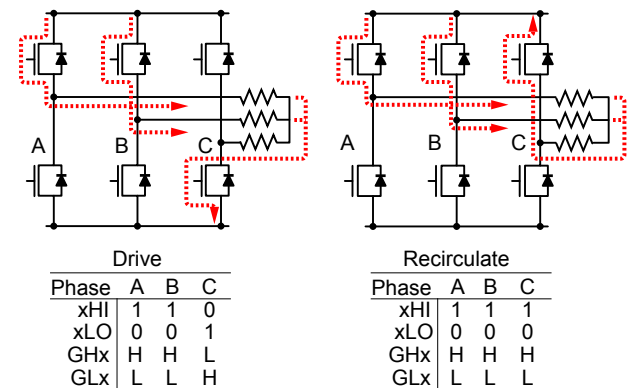 A B C
A B C
Drive
Phase A B C
xHI 1 1 0
xLO 0 0 1
GHx H H L
GLx L L H
Recirculate
Phase A B C
xHI 1 1 1
xLO 0 0 0
GHx H H H
GLx L L L